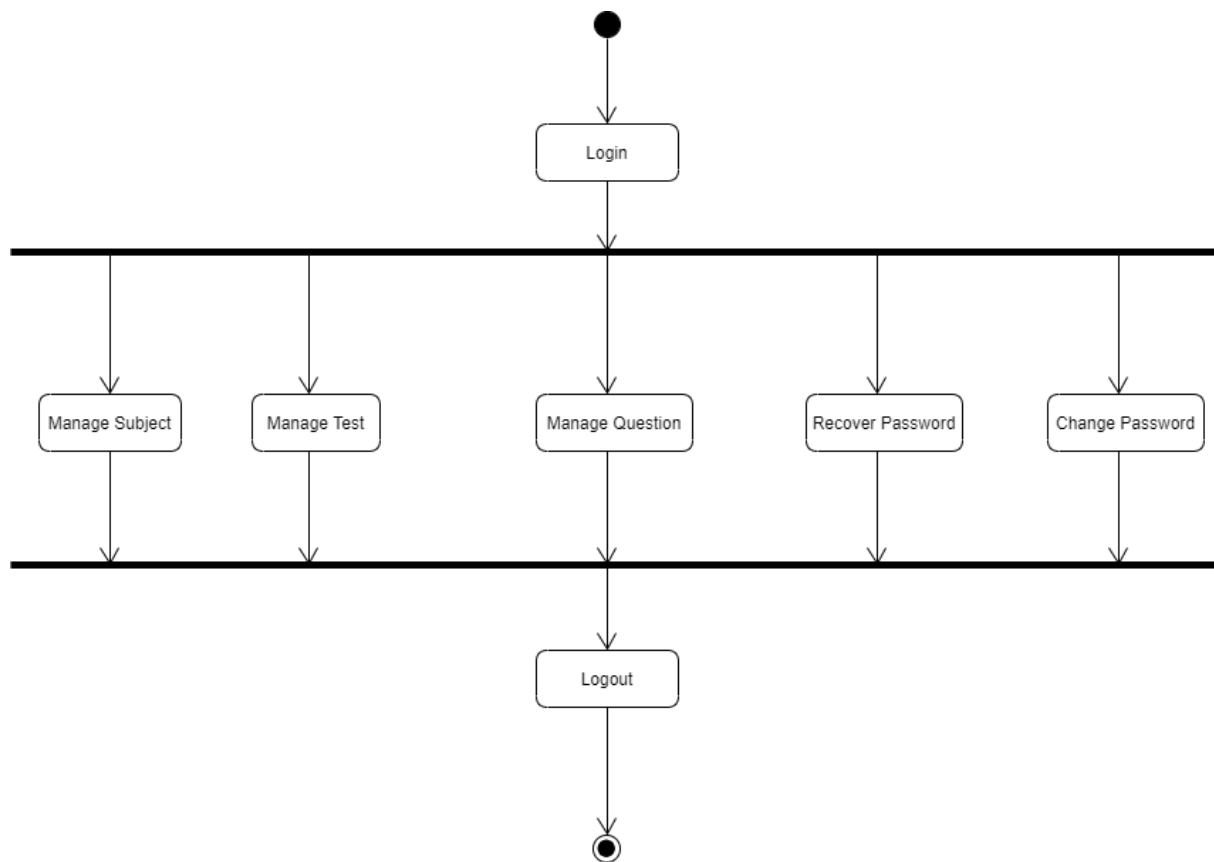 Login
Manage Subject
Manage Test
Manage Question
Recover Password
Change Password
Logout